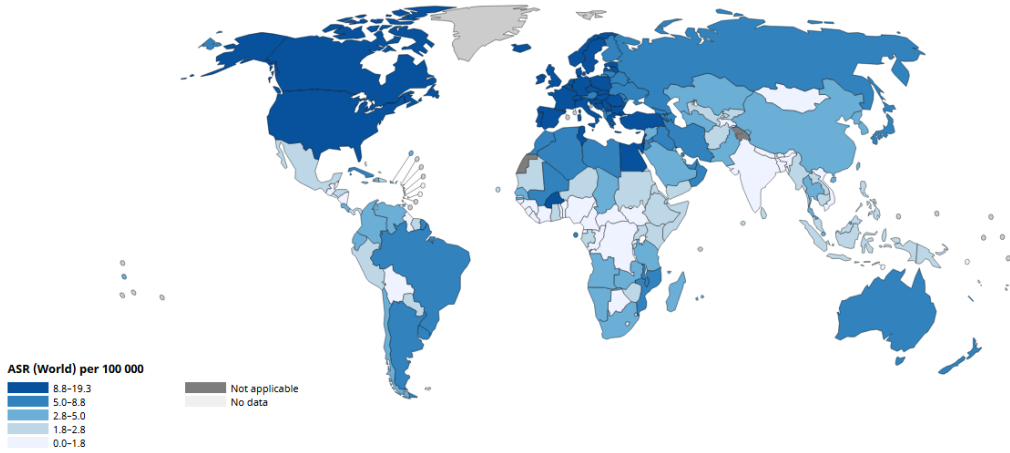 ASR (World) per 100 000
8.8–19.3
5.0–8.8
2.8–5.0
1.8–2.8
0.0–1.8
Not applicable
No data